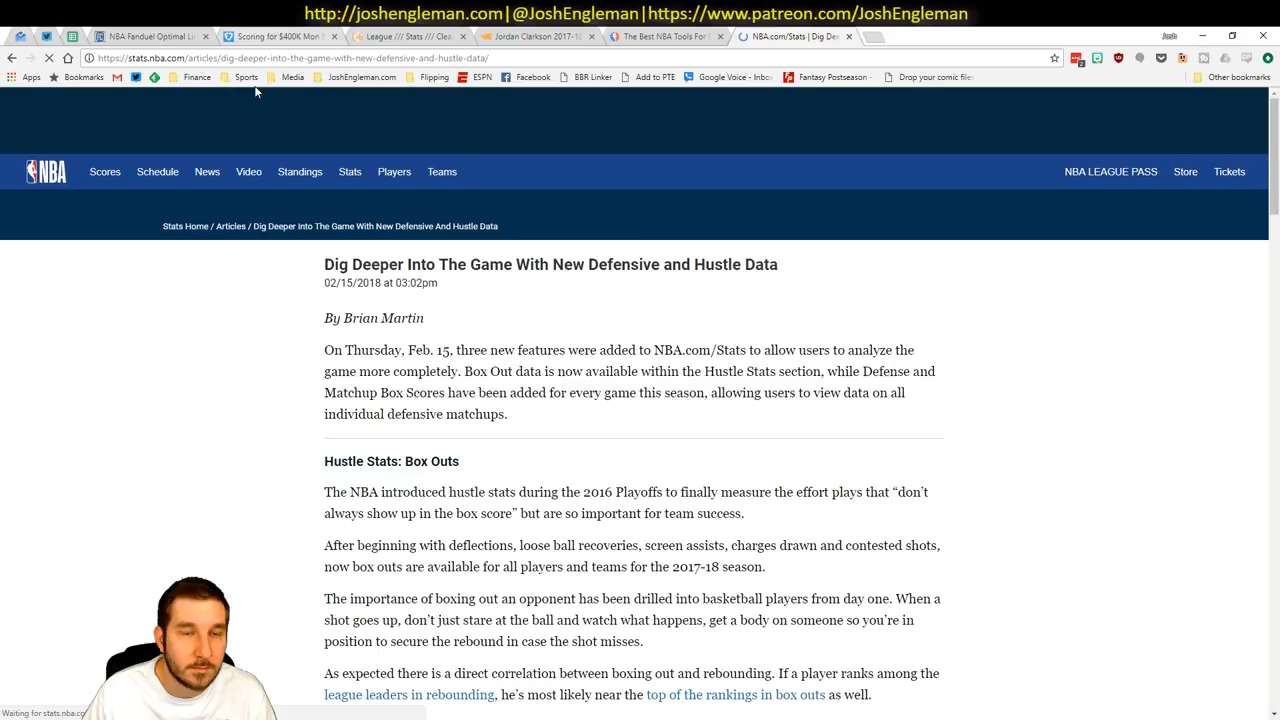 http://joshengleman.com|@JoshEngleman|https://www.patreon.com/JoshEngleman
NBA Fanduel Optimal Lin
Scoring for $400K Mon N
League /// Stats /// Clea
Jordan Clarkson 2017-18
The Best NBA Tools For D
NBA.com/Stats | Dig Dee
Josh
https://stats.nba.com/articles/dig-deeper-into-the-game-with-new-defensive-and-hustle-data/
Apps Bookmarks Finance Sports Media JoshEngleman.com Flipping ESPN Facebook BBR Linker Add to PTE Google Voice - Inbox Fantasy Postseason - Drop your comic files Other bookmarks
NBA Scores Schedule News Video Standings Stats Players Teams NBA LEAGUE PASS Store Tickets
Stats Home / Articles / Dig Deeper Into The Game With New Defensive And Hustle Data
Dig Deeper Into The Game With New Defensive and Hustle Data
02/15/2018 at 03:02pm
By Brian Martin
On Thursday, Feb. 15, three new features were added to NBA.com/Stats to allow users to analyze the
game more completely. Box Out data is now available within the Hustle Stats section, while Defense and
Matchup Box Scores have been added for every game this season, allowing users to view data on all
individual defensive matchups.
Hustle Stats: Box Outs
The NBA introduced hustle stats during the 2016 Playoffs to finally measure the effort plays that “don’t
always show up in the box score” but are so important for team success.
After beginning with deflections, loose ball recoveries, screen assists, charges drawn and contested shots,
now box outs are available for all players and teams for the 2017-18 season.
The importance of boxing out an opponent has been drilled into basketball players from day one. When a
shot goes up, don’t just stare at the ball and watch what happens, get a body on someone so you’re in
position to secure the rebound in case the shot misses.
As expected there is a direct correlation between boxing out and rebounding. If a player ranks among the
league leaders in rebounding, he’s most likely near the top of the rankings in box outs as well.
Waiting for stats.nba.co